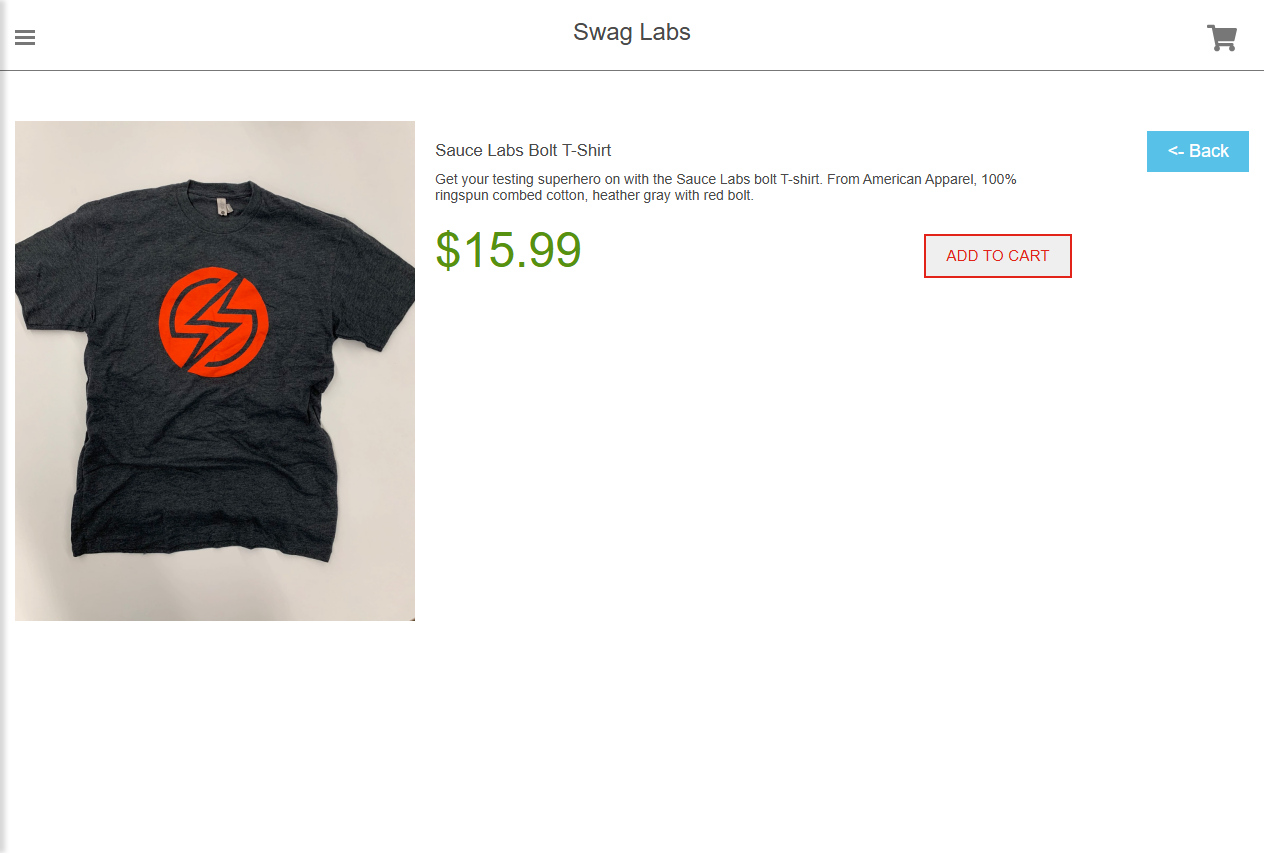 Swag Labs
Sauce Labs Bolt T-Shirt
<- Back
Get your testing superhero on with the Sauce Labs bolt T-shirt. From American Apparel, 100%
ringspun combed cotton, heather gray with red bolt.
$15.99
ADD TO CART